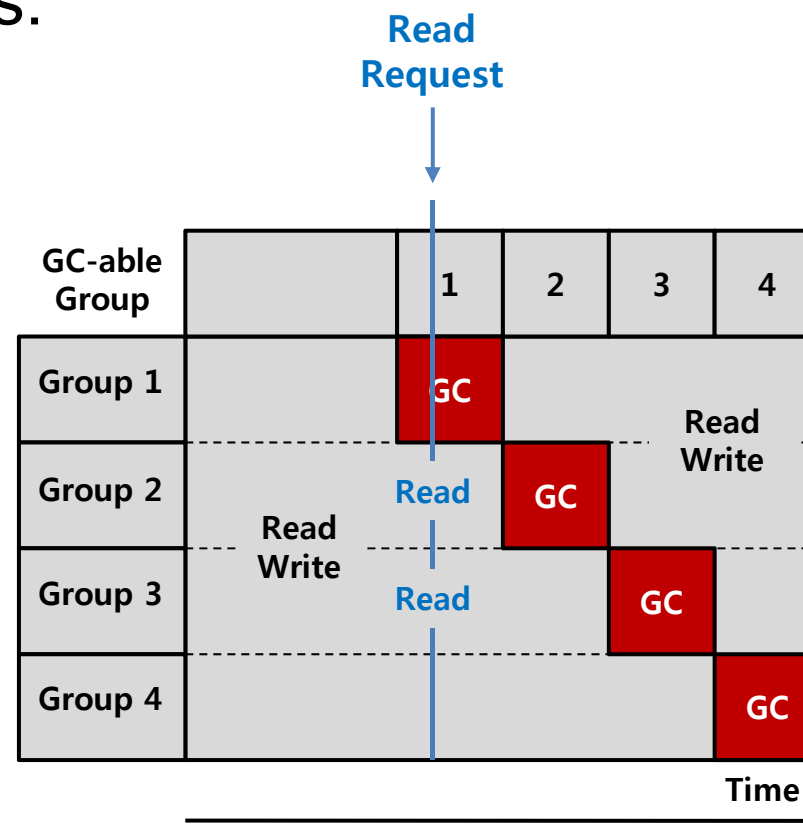 s.
Read
Request
GC-able
Group
1
2
3
4
Group 1
GC
Read
Write
Group 2
Read
GC
Read
Write
Group 3
Read
GC
Group 4
GC
Time